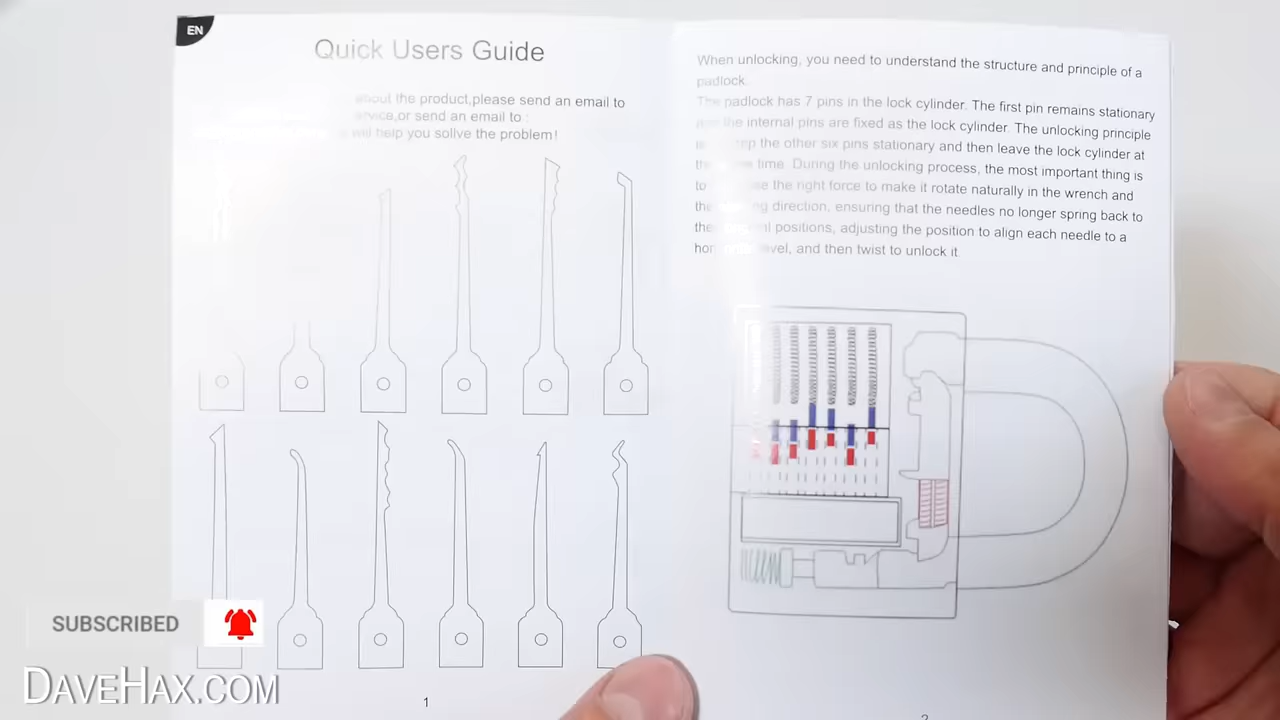 EN
Quick Users Guide
about the product,please send an email to
or send an email to :
will help you sollve the problem!
1
When unlocking, you need to understand the structure and principle of a
padlock.
The padlock has 7 pins in the lock cylinder. The first pin remains stationary
the internal pins are fixed as the lock cylinder. The unlocking principle
the other six pins stationary and then leave the lock cylinder at
time. During the unlocking process, the most important thing is
to the right force to make it rotate naturally in the wrench and
direction, ensuring that the needles no longer spring back to
positions, adjusting the position to align each needle to a
and then twist to unlock it
2
SUBSCRIBED
DAVEHAX.COM